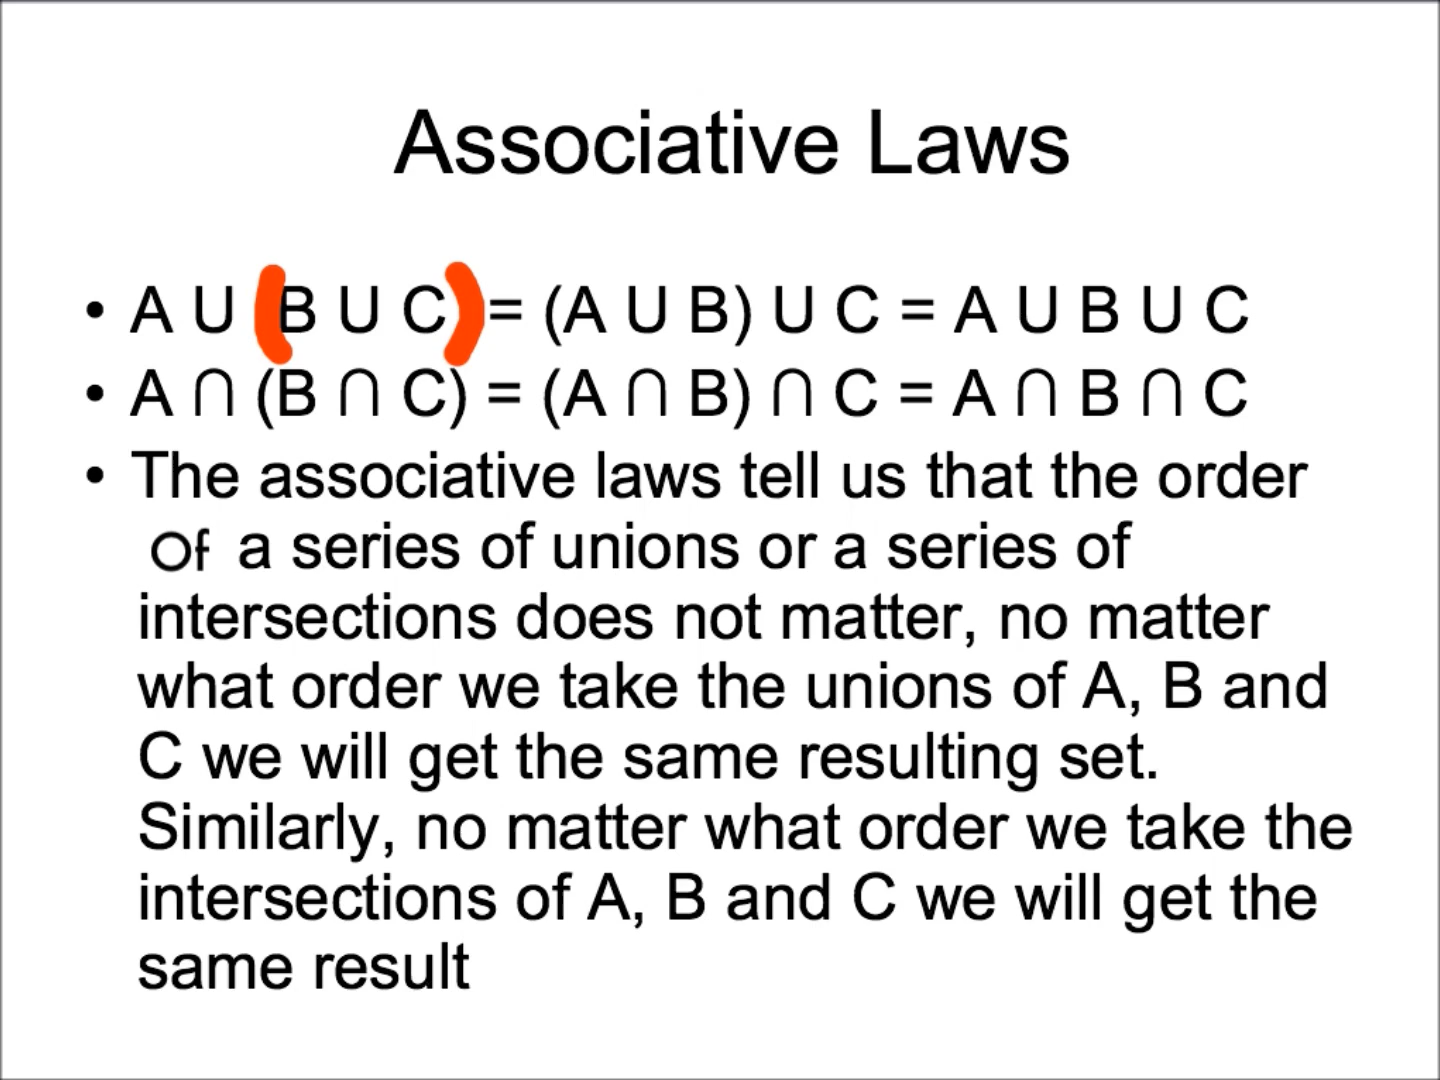 Associative Laws
• A U (B U C) = (A U B) U C = A U B U C
• A ∩ (B ∩ C) = (A ∩ B) ∩ C = A ∩ B ∩ C
• The associative laws tell us that the order
of a series of unions or a series of
intersections does not matter, no matter
what order we take the unions of A, B and
C we will get the same resulting set.
Similarly, no matter what order we take the
intersections of A, B and C we will get the
same result